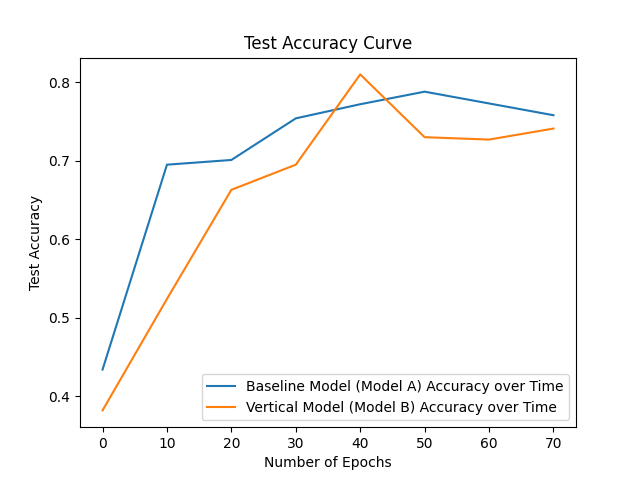 Test Accuracy Curve
Test Accuracy
0.8
0.7
0.6
0.5
0.4
Baseline Model (Model A) Accuracy over Time
Vertical Model (Model B) Accuracy over Time
0 10 20 30 40 50 60 70
Number of Epochs